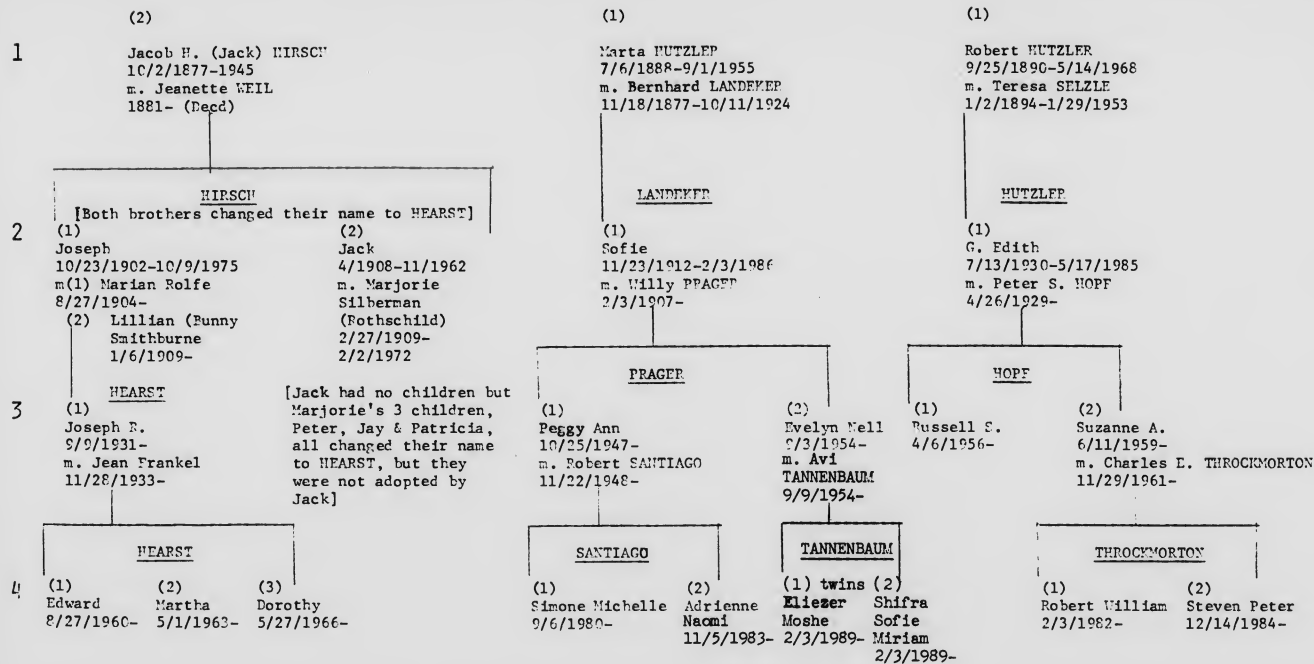 (2)
Jacob H. (Jack) HIRSCH
10/2/1877-1945
m. Jeanette WEIL
1881- (Decd)
(1)
Marta HUTZLER
7/6/1888-9/1/1955
m. Bernhard LANDEKER
11/18/1877-10/11/1924
(1)
Robert HUTZLER
9/25/1890-5/14/1968
m. Teresa SELZLE
1/2/1894-1/29/1953
1
HIRSCH
[Both brothers changed their name to HEARST]
LANDEKER
HUTZLER
2
(1)
Joseph
10/23/1902-10/9/1975
m(1) Marian Rolfe
8/27/1904-
(2) Lillian (Bunny
Smithburne
1/6/1909-
(2)
Jack
4/1908-11/1962
m. Marjorie
Silberman
(Rothschild)
2/27/1909-
2/2/1972
(1)
Sofie
11/23/1912-2/3/1986
m. Willy PRAGER
2/3/1907-
(1)
G. Edith
7/13/1930-5/17/1985
m. Peter S. HOPF
4/26/1929-
HEARST
[Jack had no children but
Marjorie's 3 children,
Peter, Jay & Patricia,
all changed their name
to HEARST, but they
were not adopted by
Jack]
PRAGER
HOPF
3
(1)
Joseph R.
9/9/1931-
m. Jean Frankel
11/28/1933-
(1)
Peggy Ann
10/25/1947-
m. Robert SANTIAGO
11/22/1948-
(2)
Evelyn Nell
m. Avi
TANNENBAUM
9/9/1954-
(1)
Russell S.
4/6/1956-
(2)
Suzanne A.
6/11/1959-
m. Charles E. THROCKMORTON
11/29/1961-
HEARST
SANTIAGO
TANNENBAUM
THROCKMORTON
4
(1)
Edward
8/27/1960-
(2)
Martha
5/1/1963-
(3)
Dorothy
5/27/1966-
(1)
Simone Michelle
9/6/1980-
(2)
Adrienne
Naomi
11/5/1983-
(1) twins (2)
Eliezer
Moshe
2/3/1989-
Shifra
Sofie
Miriam
2/3/1989-
(1)
Robert William
2/3/1982-
(2)
Steven Peter
12/14/1984-